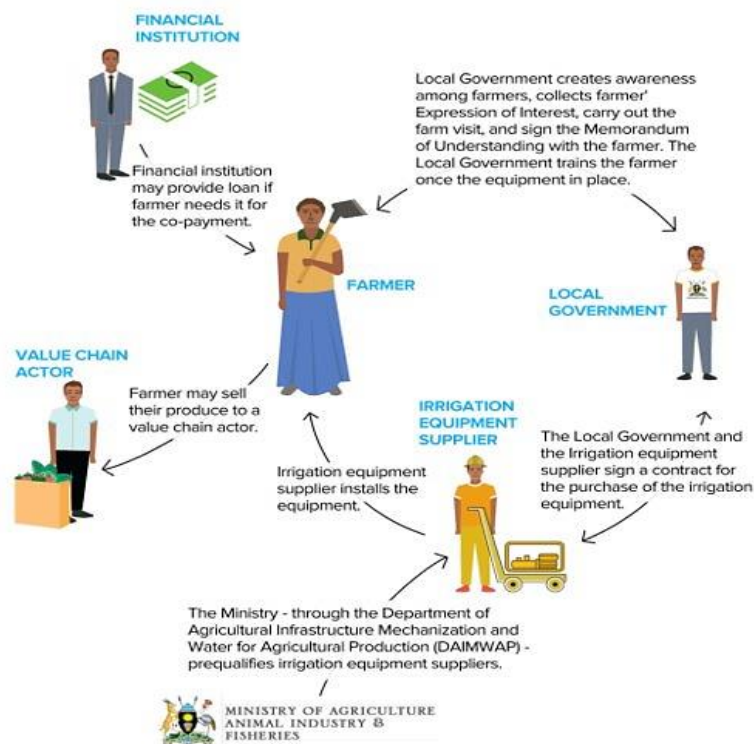 FINANCIAL
INSTITUTION
Financial institution
may provide loan if
farmer needs it for
the co-payment.
Local Government creates awareness
among farmers, collects farmer'
Expression of Interest, carry out the
farm visit, and sign the Memorandum
of Understanding with the farmer. The
Local Government trains the farmer
once the equipment in place.
FARMER
LOCAL
GOVERNMENT
VALUE CHAIN
ACTOR
Farmer may sell
their produce to a
value chain actor.
IRRIGATION
EQUIPMENT
SUPPLIER
Irrigation equipment
supplier installs the
equipment.
The Local Government and
the Irrigation equipment
supplier sign a contract for
the purchase of the irrigation
equipment.
The Ministry - through the Department of
Agricultural Infrastructure Mechanization and
Water for Agricultural Production (DAIMWAP) -
prequalifies irrigation equipment suppliers.
MINISTRY OF AGRICULTURE
ANIMAL INDUSTRY &
FISHERIES